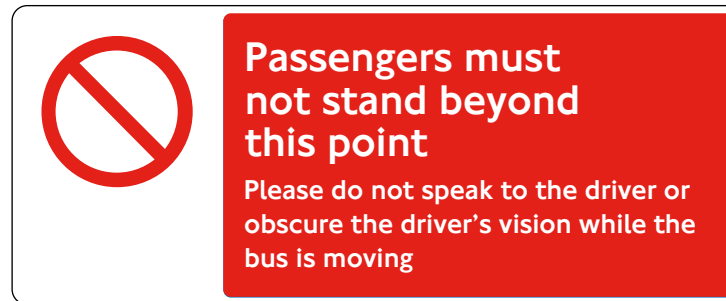 Passengers must
not stand beyond
this point
Please do not speak to the driver or
obscure the driver’s vision while the
bus is moving